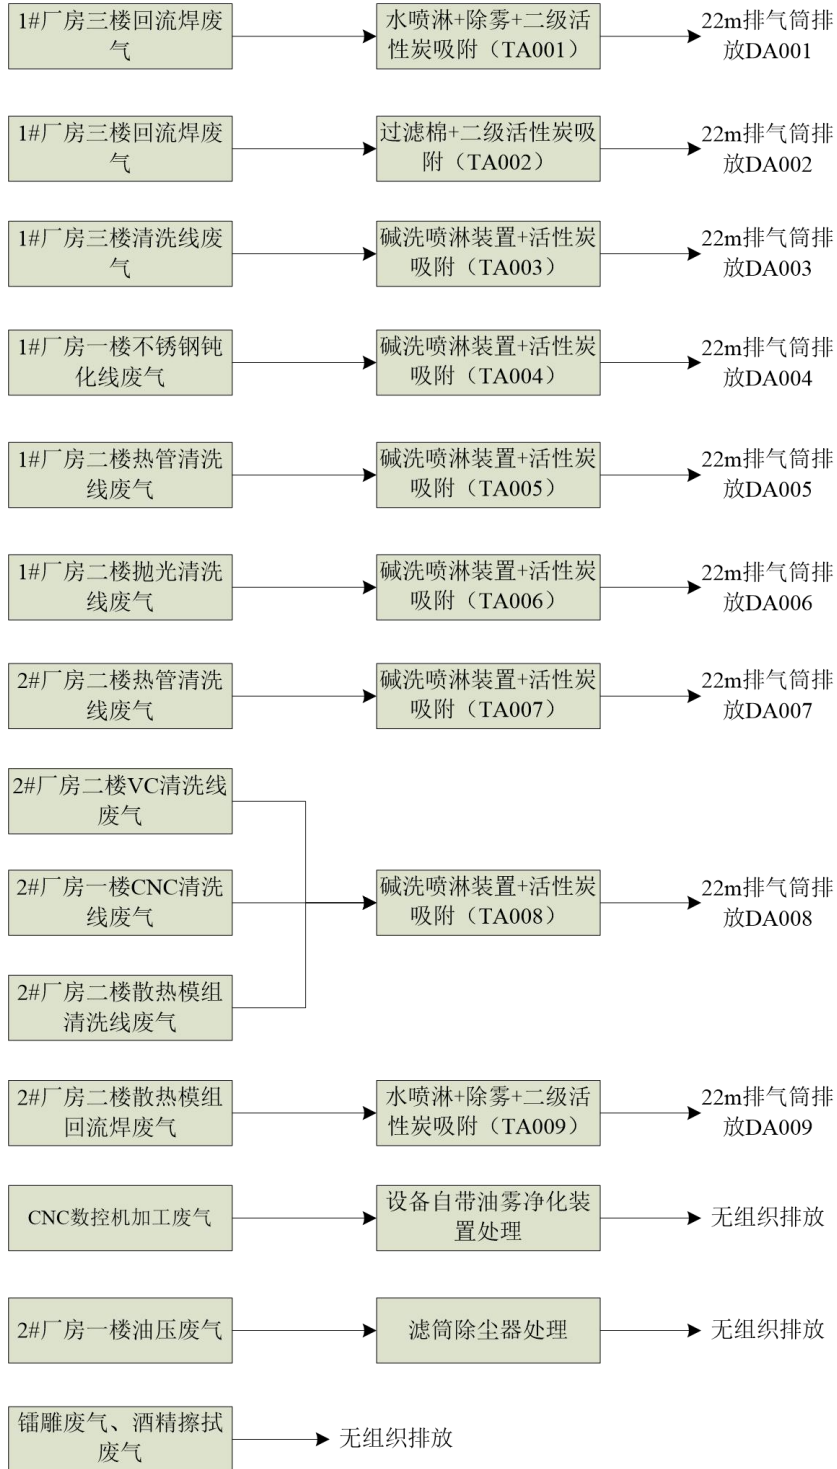 1#厂房三楼回流焊废
气
水喷淋+除雾+二级活
性炭吸附（TA001）
22m排气筒排
放DA001
1#厂房三楼回流焊废
气
过滤棉+二级活性炭吸
附（TA002）
22m排气筒排
放DA002
1#厂房三楼清洗线废
气
碱洗喷淋装置+活性炭
吸附（TA003）
22m排气筒排
放DA003
1#厂房一楼不锈钢钝
化线废气
碱洗喷淋装置+活性炭
吸附（TA004）
22m排气筒排
放DA004
1#厂房二楼热管清洗
线废气
碱洗喷淋装置+活性炭
吸附（TA005）
22m排气筒排
放DA005
1#厂房二楼抛光清洗
线废气
碱洗喷淋装置+活性炭
吸附（TA006）
22m排气筒排
放DA006
2#厂房二楼热管清洗
线废气
碱洗喷淋装置+活性炭
吸附（TA007）
22m排气筒排
放DA007
2#厂房二楼VC清洗线
废气
2#厂房一楼CNC清洗
线废气
2#厂房二楼散热模组
清洗线废气
碱洗喷淋装置+活性炭
吸附（TA008）
22m排气筒排
放DA008
2#厂房二楼散热模组
回流焊废气
水喷淋+除雾+二级活
性炭吸附（TA009）
22m排气筒排
放DA009
CNC数控机加工废气
设备自带油雾净化装
置处理
无组织排放
2#厂房一楼油压废气
滤筒除尘器处理
无组织排放
镭雕废气、酒精擦拭
废气
无组织排放